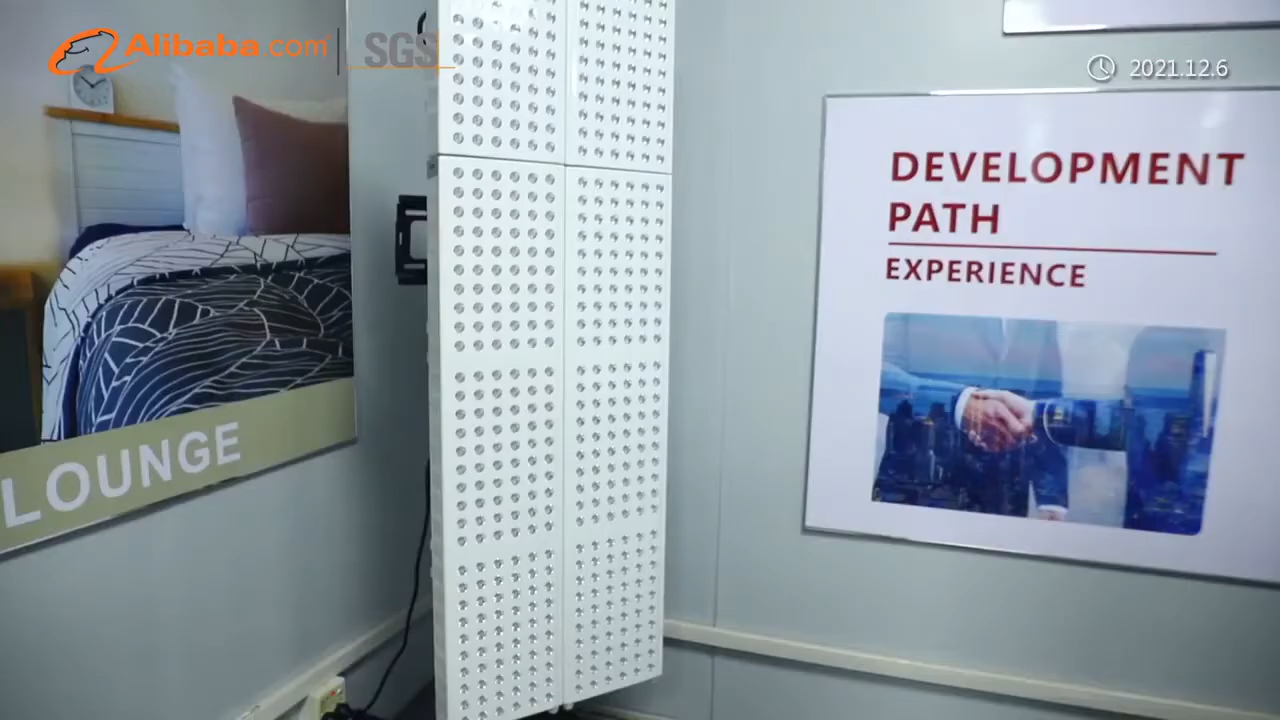 Alibaba.com
SGS
2021.12.6
DEVELOPMENT
PATH
EXPERIENCE
LOUNGE